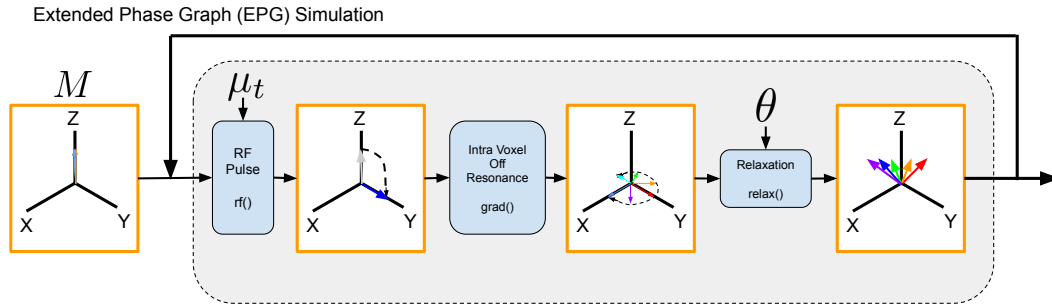 Extended Phase Graph (EPG) Simulation
M
Z
X
Y
μt
RF
Pulse
rf()
Z
X
Y
Intra Voxel
Off
Resonance
grad()
Z
X
Y
θ
Relaxation
relax()
Z
X
Y